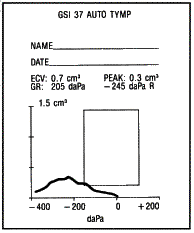 GSI 37 AUTO TYMP
NAME
DATE
ECV: 0.7 cm³ PEAK: 0.3 cm³
GR: 205 daPa −245 daPa R
1.5 cm³
−400 −200 0 +200
daPa